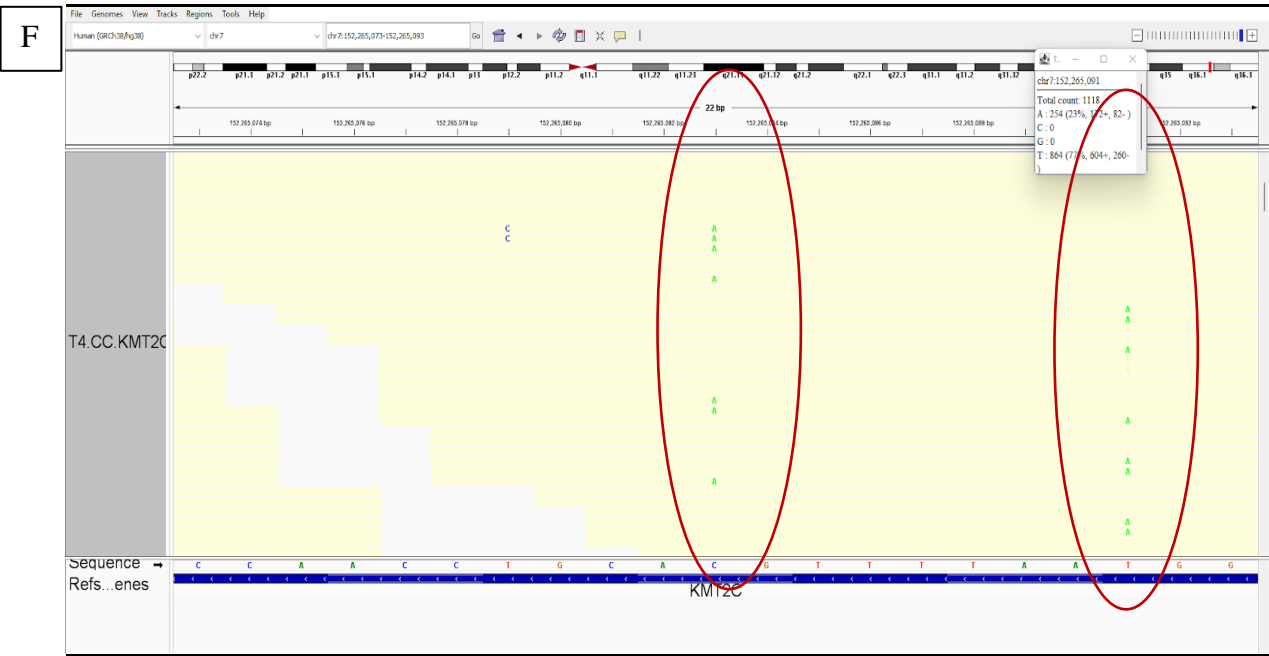 F
File Genomes View Tracks Regions Tools Help
Human (GRCh38/hg38) chr7 chr7:152,265,073-152,265,093 Go
T..
p22.2 p21.3 p21.2 p21.1 p15.3 p15.1 p14.2 p14.1 p13 p12.2 p11.2 q11.1 q11.22 q11.23 q21.11 q21.12 q21.2 q22.1 q22.3 q31.1 q31.2 q31.32 q35 q36.1 q36.3
chr7:152,265,091
Total count: 1118
A : 254 (23%, 172+, 82- )
C : 0
G : 0
T : 864 (77%, 604+, 260-
)
22 bp
152,265,074 bp 152,265,076 bp 152,265,078 bp 152,265,080 bp 152,265,082 bp 152,265,084 bp 152,265,086 bp 152,265,088 bp 152,265,092 bp
C A
C A
A
A
A
A
A
T4.CC.KMT2C
A
A
A
A
A
A
A
A
Sequence → C C A A C C T G C A C G T T T T A A T G G
Refs...enes
KMT2C